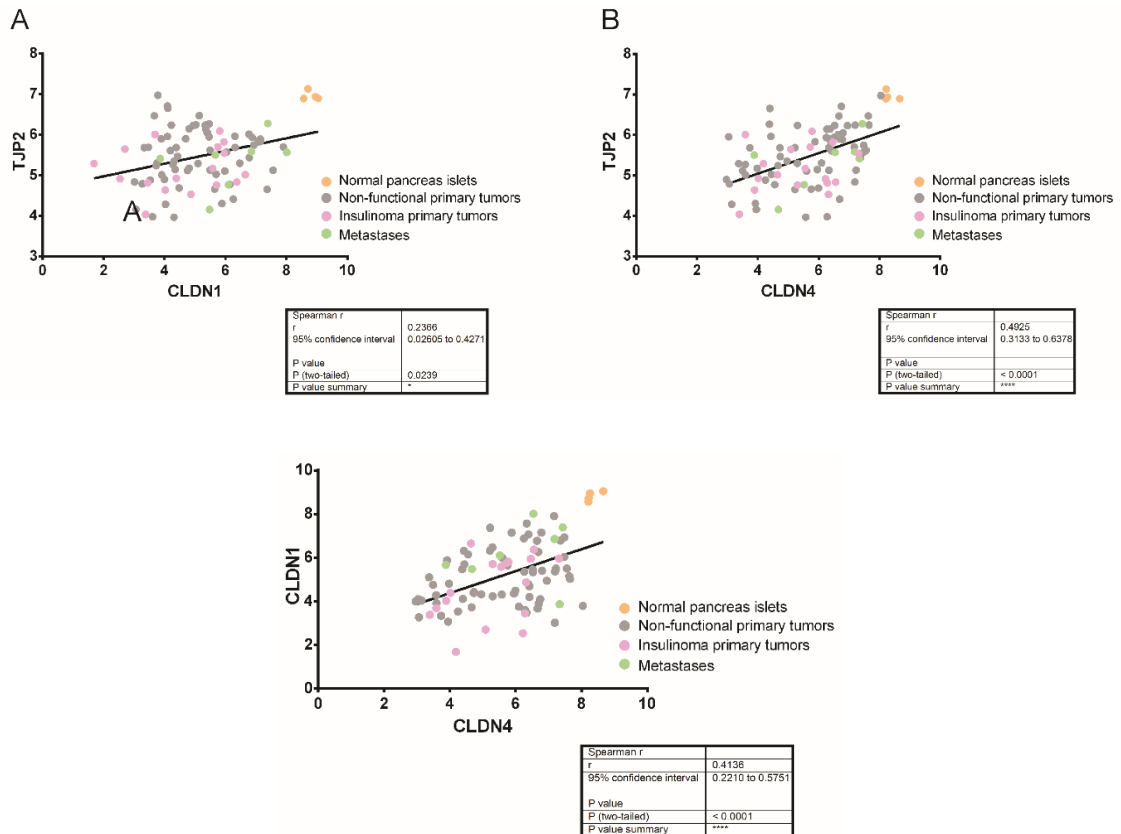 A
TJP2
8
7
6
5
4
3
0
2
4
6
8
10
CLDN1
A
Normal pancreas islets
Non-functional primary tumors
Insulinoma primary tumors
Metastases
Spearman r
r 0.2366
95% confidence interval 0.02605 to 0.4271
P value
P (two-tailed) 0.0239
P value summary *
B
TJP2
8
7
6
5
4
3
0
2
4
6
8
10
CLDN4
Normal pancreas islets
Non-functional primary tumors
Insulinoma primary tumors
Metastases
Spearman r
r 0.4925
95% confidence interval 0.3133 to 0.6378
P value
P (two-tailed) < 0.0001
P value summary ****
CLDN1
10
8
6
4
2
0
0
2
4
6
8
10
CLDN4
Normal pancreas islets
Non-functional primary tumors
Insulinoma primary tumors
Metastases
Spearman r
r 0.4136
95% confidence interval 0.2210 to 0.5751
P value
P (two-tailed) < 0.0001
P value summary ****